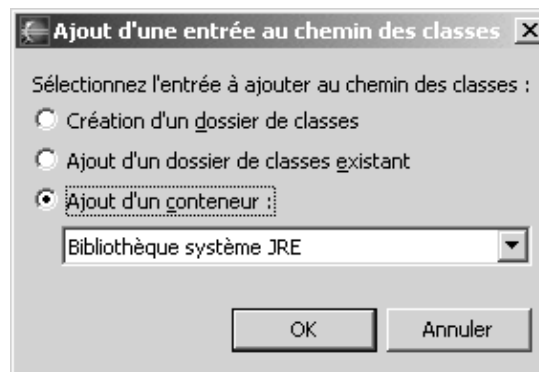 Ajout d'une entrée au chemin des classes
Sélectionnez l'entrée à ajouter au chemin des classes :
Création d'un dossier de classes
Ajout d'un dossier de classes existant
Ajout d'un conteneur :
Bibliothèque système JRE
OK
Annuler